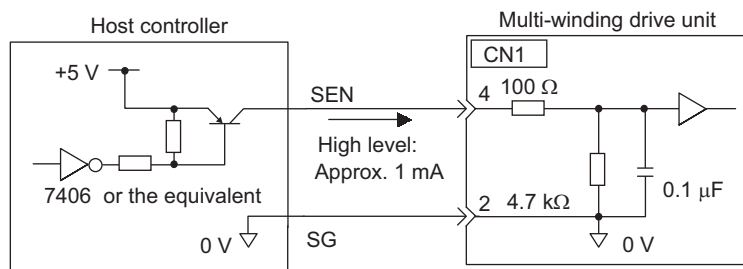 Host controller
Multi-winding drive unit
CN1
+5 V
SEN
4
100 Ω
High level:
Approx. 1 mA
7406 or the equivalent
0.1 μF
2
4.7 kΩ
0 V
SG
0 V